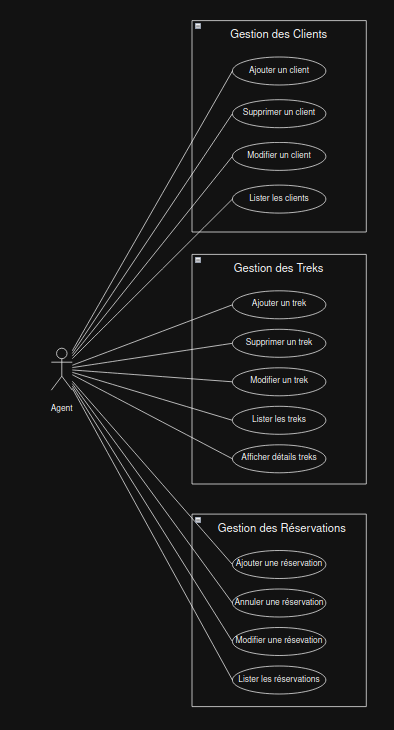 Gestion des Clients
Ajouter un client
Supprimer un client
Modifier un client
Lister les clients
Gestion des Treks
Ajouter un trek
Supprimer un trek
Modifier un trek
Lister les treks
Afficher détails treks
Agent
Gestion des Réservations
Ajouter une réservation
Annuler une réservation
Modifier une résevation
Lister les réservations